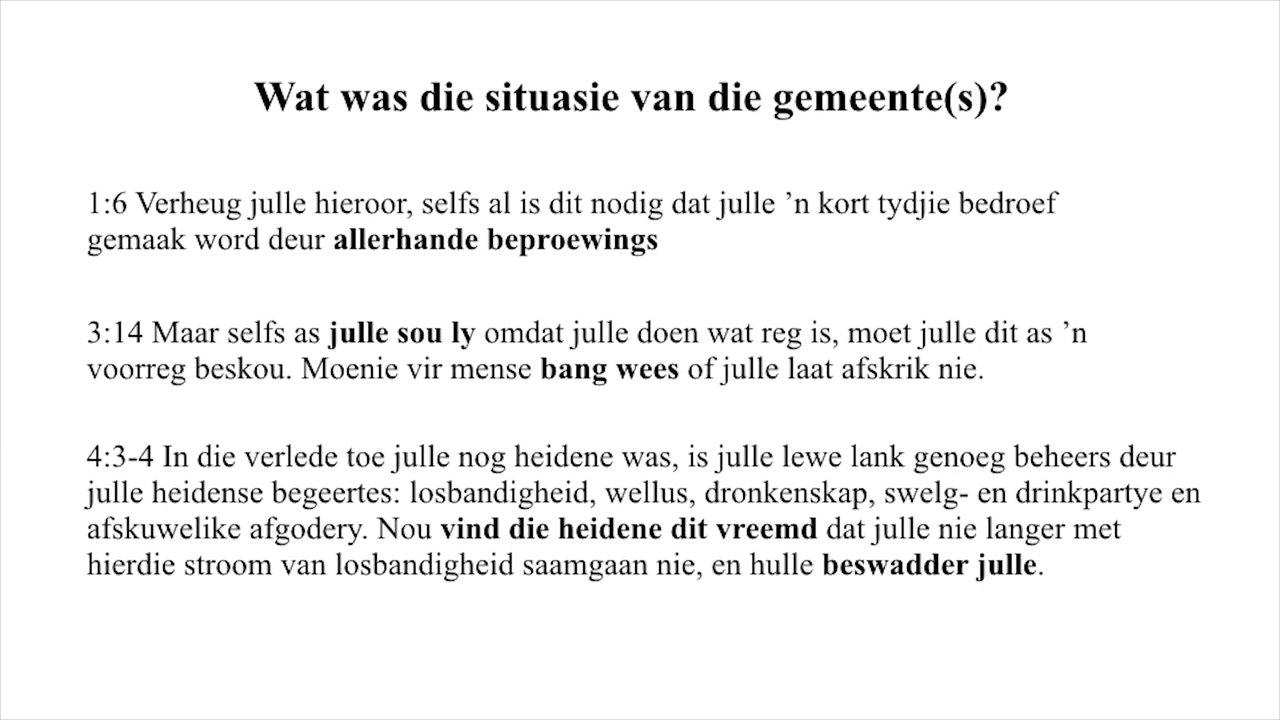 Wat was die situasie van die gemeente(s)?
1:6 Verheug julle hieroor, selfs al is dit nodig dat julle ’n kort tydjie bedroef
gemaak word deur allerhande beproewings
3:14 Maar selfs as julle sou ly omdat julle doen wat reg is, moet julle dit as ’n
voorreg beskou. Moenie vir mense bang wees of julle laat afskrik nie.
4:3-4 In die verlede toe julle nog heidene was, is julle lewe lank genoeg beheers deur
julle heidense begeertes: losbandigheid, wellus, dronkenskap, swelg- en drinkpartye en
afskuwelike afgodery. Nou vind die heidene dit vreemd dat julle nie langer met
hierdie stroom van losbandigheid saamgaan nie, en hulle beswadder julle.